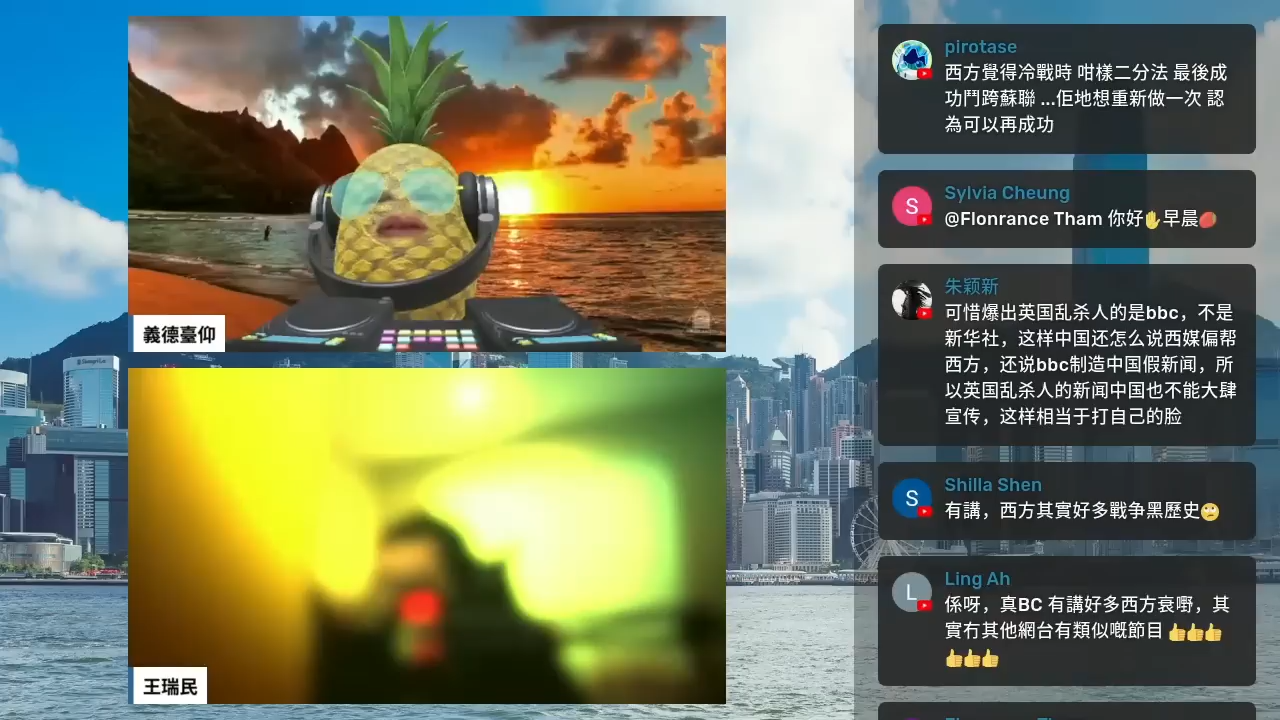 義德臺仰
王瑞民
Shangri-La
pirotase
西方覺得冷戰時 咁樣二分法 最後成
功鬥跨蘇聯 ...佢地想重新做一次 認
為可以再成功
S
Sylvia Cheung
@Flonrance Tham 你好✋早晨🥭
朱颖新
可惜爆出英国乱杀人的是bbc，不是
新华社，这样中国还怎么说西媒偏帮
西方，还说bbc制造中国假新闻，所
以英国乱杀人的新闻中国也不能大肆
宣传，这样相当于打自己的脸
S
Shilla Shen
有講，西方其實好多戰争黑歷史🙄
L
Ling Ah
係呀，真BC 有講好多西方衰嘢，其
實冇其他網台有類似嘅節目 👍👍👍
👍👍👍